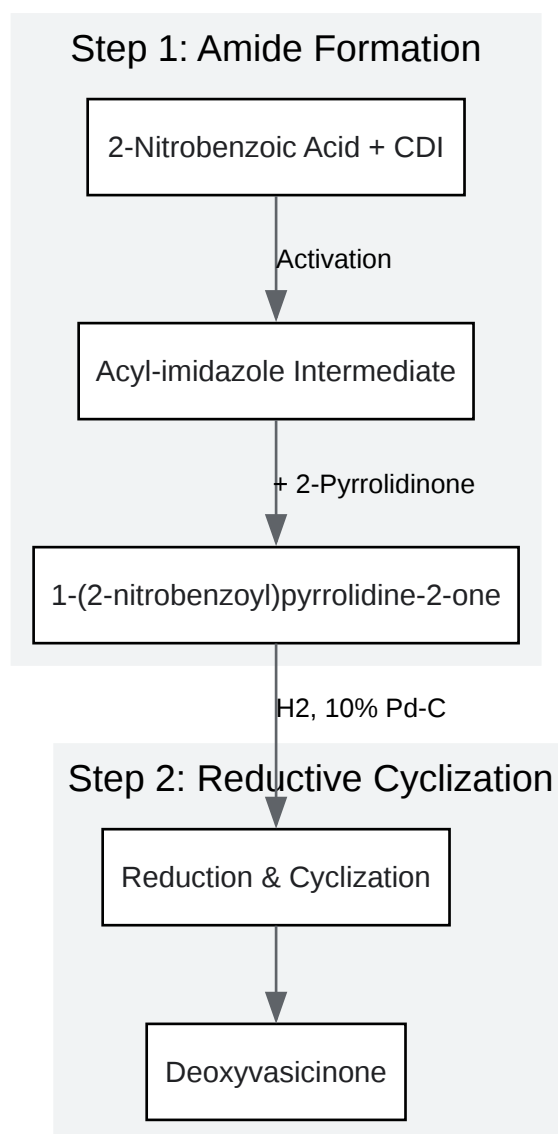 Step 1: Amide Formation
2-Nitrobenzoic Acid + CDI
Activation
Acyl-imidazole Intermediate
+ 2-Pyrrolidinone
1-(2-nitrobenzoyl)pyrrolidine-2-one
H2, 10% Pd-C
Step 2: Reductive Cyclization
Reduction & Cyclization
Deoxyvasicinone